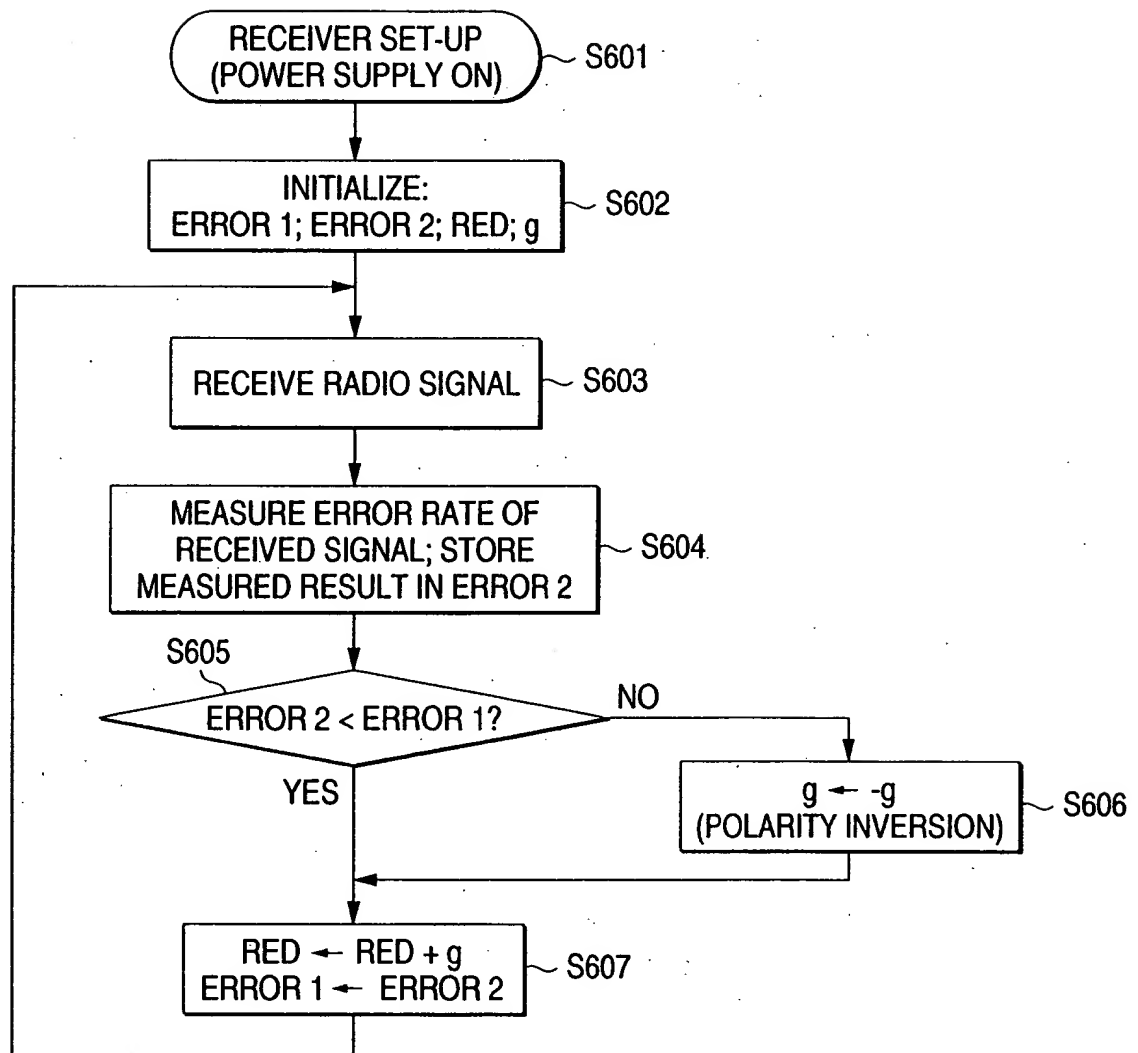 RECEIVER SET-UP
(POWER SUPPLY ON)
S601
INITIALIZE:
ERROR 1; ERROR 2; RED; g
S602
RECEIVE RADIO SIGNAL
S603
MEASURE ERROR RATE OF
RECEIVED SIGNAL; STORE
MEASURED RESULT IN ERROR 2
S604
S605
ERROR 2 < ERROR 1?
NO
YES
g ← -g
(POLARITY INVERSION)
S606
RED ← RED + g
ERROR 1 ← ERROR 2
S607